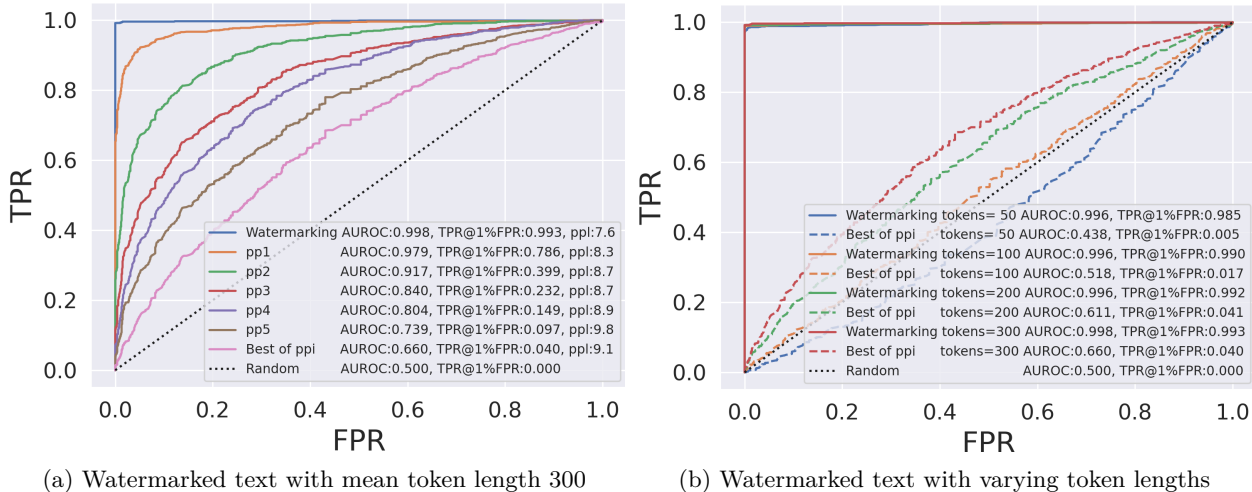 TPR
1.0
0.8
0.6
0.4
0.2
0.0
Watermarking AUROC:0.998, TPR@1%FPR:0.993, ppl:7.6
pp1 AUROC:0.979, TPR@1%FPR:0.786, ppl:8.3
pp2 AUROC:0.917, TPR@1%FPR:0.399, ppl:8.7
pp3 AUROC:0.840, TPR@1%FPR:0.232, ppl:8.7
pp4 AUROC:0.804, TPR@1%FPR:0.149, ppl:8.9
pp5 AUROC:0.739, TPR@1%FPR:0.097, ppl:9.8
Best of ppi AUROC:0.660, TPR@1%FPR:0.040, ppl:9.1
Random AUROC:0.500, TPR@1%FPR:0.000
0.0 0.2 0.4 0.6 0.8 1.0
FPR
(a) Watermarked text with mean token length 300
TPR
1.0
0.8
0.6
0.4
0.2
0.0
Watermarking tokens= 50 AUROC:0.996, TPR@1%FPR:0.985
Best of ppi tokens= 50 AUROC:0.438, TPR@1%FPR:0.005
Watermarking tokens=100 AUROC:0.996, TPR@1%FPR:0.990
Best of ppi tokens=100 AUROC:0.518, TPR@1%FPR:0.017
Watermarking tokens=200 AUROC:0.996, TPR@1%FPR:0.992
Best of ppi tokens=200 AUROC:0.611, TPR@1%FPR:0.041
Watermarking tokens=300 AUROC:0.998, TPR@1%FPR:0.993
Best of ppi tokens=300 AUROC:0.660, TPR@1%FPR:0.040
Random AUROC:0.500, TPR@1%FPR:0.000
0.0 0.2 0.4 0.6 0.8 1.0
FPR
(b) Watermarked text with varying token lengths